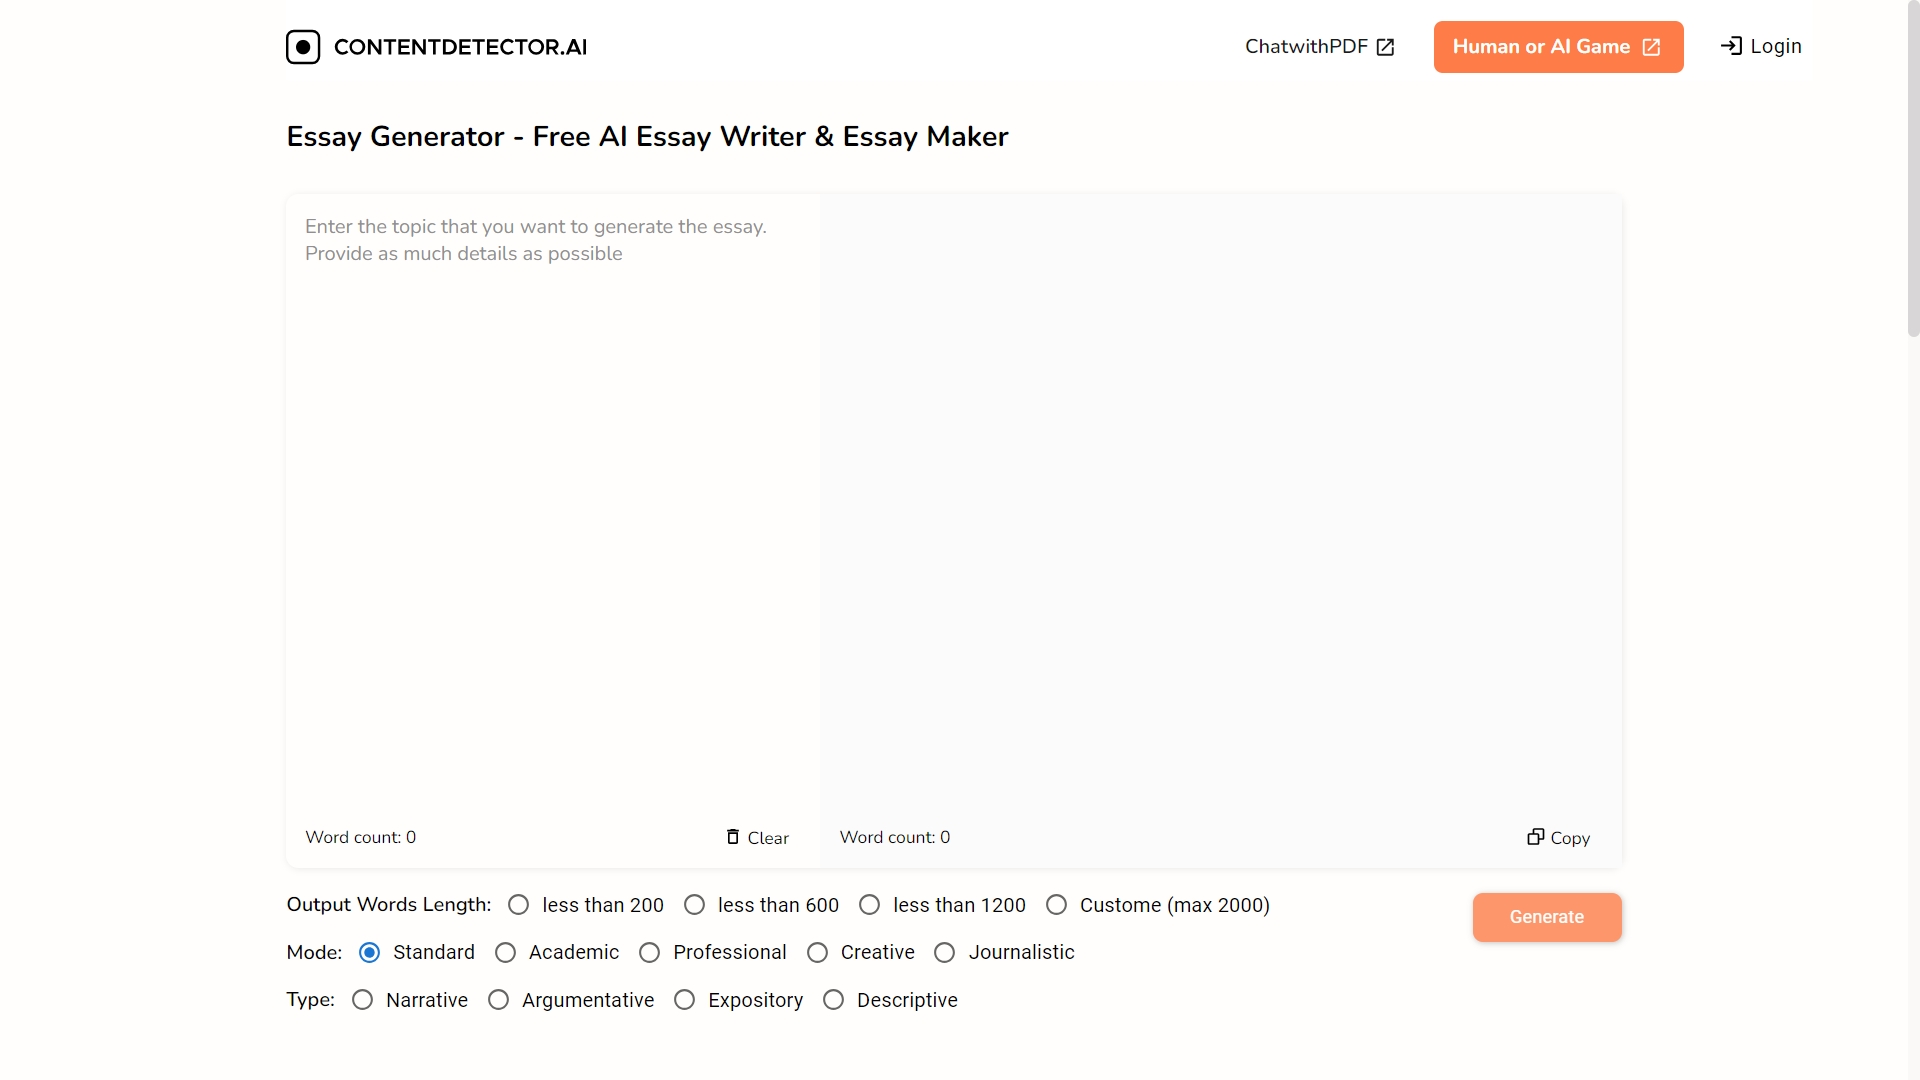 CONTENTDETECTOR.AI
ChatwithPDF
Human or AI Game
Login
Essay Generator - Free AI Essay Writer & Essay Maker
Enter the topic that you want to generate the essay.
Provide as much details as possible
Word count: 0
Clear
Word count: 0
Copy
Output Words Length: less than 200 less than 600 less than 1200 Custome (max 2000)
Generate
Mode: Standard Academic Professional Creative Journalistic
Type: Narrative Argumentative Expository Descriptive